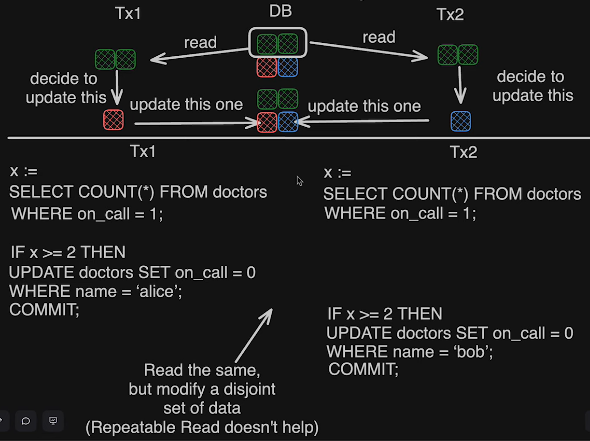 Tx1
DB
Tx2
read
read
decide to
update this
decide to
update this
update this one
update this one
Tx1
Tx2
x :=
SELECT COUNT(*) FROM doctors
WHERE on_call = 1;
IF x >= 2 THEN
UPDATE doctors SET on_call = 0
WHERE name = ‘alice’;
COMMIT;
x :=
SELECT COUNT(*) FROM doctors
WHERE on_call = 1;
IF x >= 2 THEN
UPDATE doctors SET on_call = 0
WHERE name = ‘bob’;
COMMIT;
Read the same,
but modify a disjoint
set of data
(Repeatable Read doesn't help)